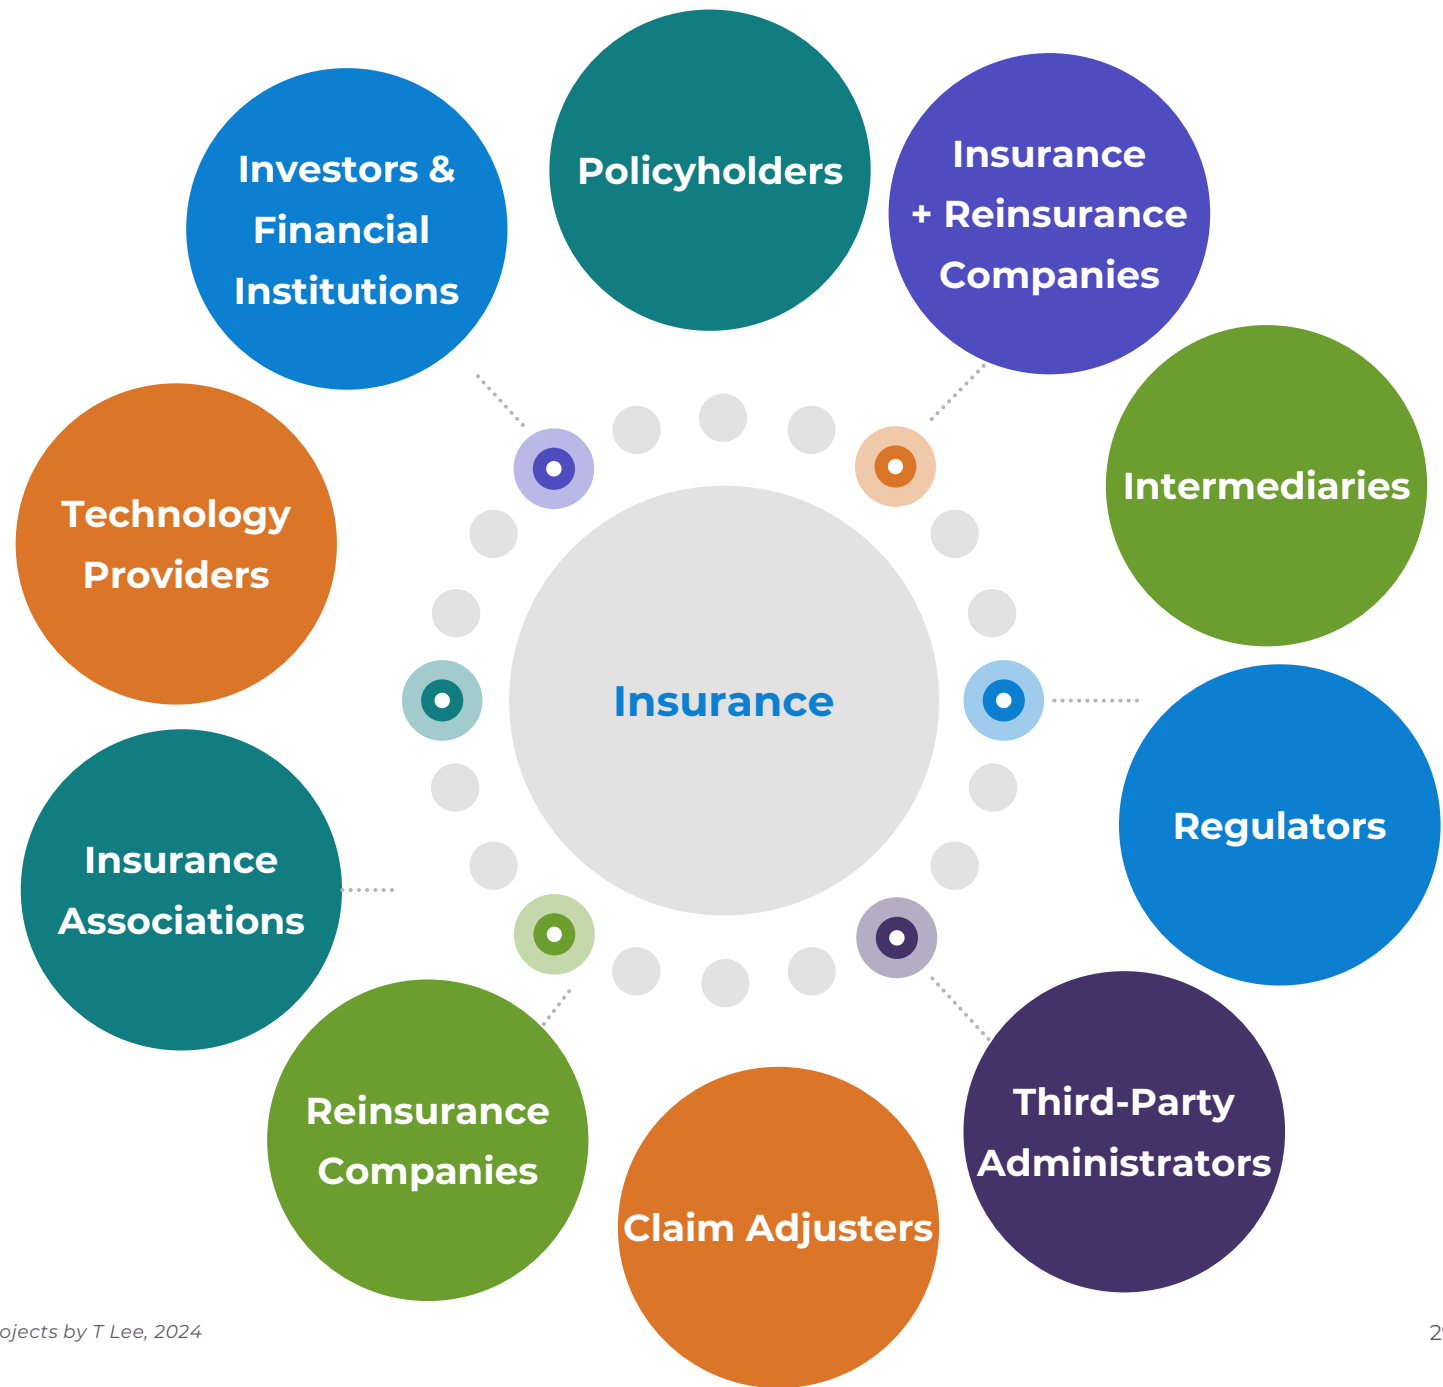 Policyholders
Insurance
+ Reinsurance
Companies
Intermediaries
Regulators
Third-Party
Administrators
Claim Adjusters
Reinsurance
Companies
Insurance
Associations
Technology
Providers
Investors &
Financial
Institutions
Insurance
by T Lee, 2024